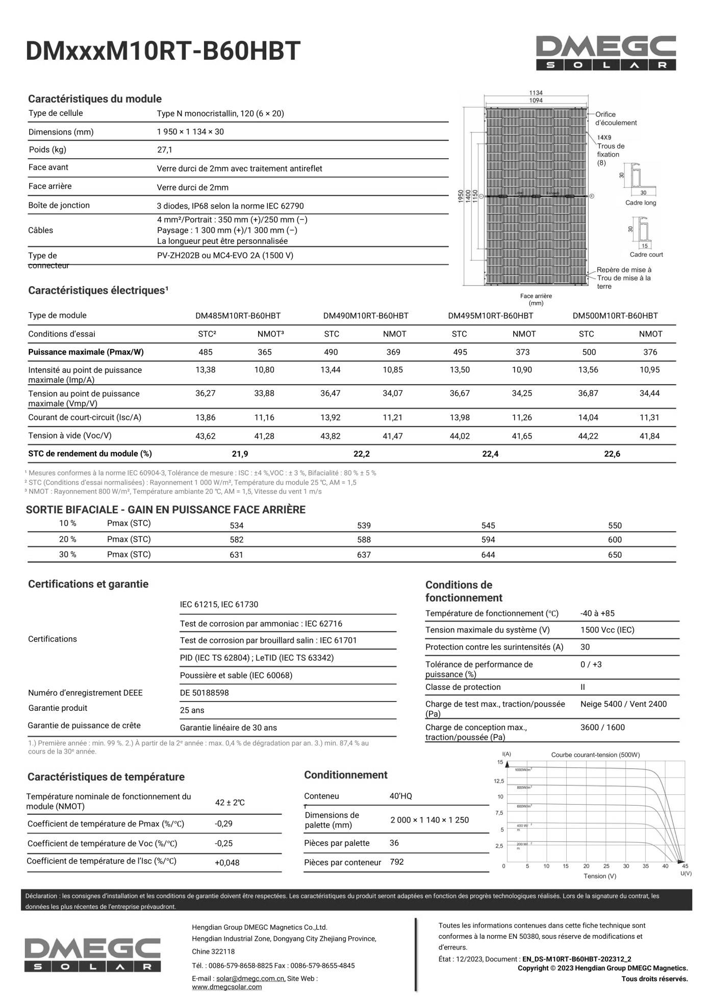 DMxxxM10RT-B60HBT
DMEGC
SOLAR
Caractéristiques du module
Type de cellule Type N monocristallin, 120 (6 × 20)
Dimensions (mm) 1 950 × 1 134 × 30
Poids (kg) 27,1
Face avant Verre durci de 2mm avec traitement antireflet
Face arrière Verre durci de 2mm
Boîte de jonction 3 diodes, IP68 selon la norme IEC 62790
Câbles 4 mm²/Portrait : 350 mm (+)/250 mm (−)
Paysage : 1 300 mm (+)/1 300 mm (−)
La longueur peut être personnalisée
Type de connecteur PV-ZH202B ou MC4-EVO 2A (1500 V)
1134
1094
1950
1400
1150
Orifice
d'écoulement
14X9
Trous de
fixation
(8)
30
30
Cadre long
30
15
Cadre court
Repère de mise à
Trou de mise à la
terre
Face arrière
(mm)
Caractéristiques électriques¹
Type de module DM485M10RT-B60HBT DM490M10RT-B60HBT DM495M10RT-B60HBT DM500M10RT-B60HBT
Conditions d’essai STC² NMOT³ STC NMOT STC NMOT STC NMOT
Puissance maximale (Pmax/W) 485 365 490 369 495 373 500 376
Intensité au point de puissance
maximale (Imp/A) 13,38 10,80 13,44 10,85 13,50 10,90 13,56 10,95
Tension au point de puissance
maximale (Vmp/V) 36,27 33,88 36,47 34,07 36,67 34,25 36,87 34,44
Courant de court-circuit (Isc/A) 13,86 11,16 13,92 11,21 13,98 11,26 14,04 11,31
Tension à vide (Voc/V) 43,62 41,28 43,82 41,47 44,02 41,65 44,22 41,84
STC de rendement du module (%) 21,9 22,2 22,4 22,6
¹ Mesures conformes à la norme IEC 60904-3, Tolérance de mesure : ISC : ±4 %,VOC : ± 3 %, Bifacialité : 80 % ± 5 %
² STC (Conditions d’essai normalisées) : Rayonnement 1 000 W/m², Température du module 25 ℃, AM = 1,5
³ NMOT : Rayonnement 800 W/m², Température ambiante 20 ℃, AM = 1,5, Vitesse du vent 1 m/s
SORTIE BIFACIALE - GAIN EN PUISSANCE FACE ARRIÈRE
10 % Pmax (STC) 534 539 545 550
20 % Pmax (STC) 582 588 594 600
30 % Pmax (STC) 631 637 644 650
Certifications et garantie
Certifications
IEC 61215, IEC 61730
Test de corrosion par ammoniac : IEC 62716
Test de corrosion par brouillard salin : IEC 61701
PID (IEC TS 62804) ; LeTID (IEC TS 63342)
Poussière et sable (IEC 60068)
Numéro d’enregistrement DEEE DE 50188598
Garantie produit 25 ans
Garantie de puissance de crête Garantie linéaire de 30 ans
1.) Première année : min. 99 %. 2.) À partir de la 2ᵉ année : max. 0,4 % de dégradation par an. 3.) min. 87,4 % au
cours de la 30ᵉ année.
Conditions de
fonctionnement
Température de fonctionnement (℃) -40 à +85
Tension maximale du système (V) 1500 Vcc (IEC)
Protection contre les surintensités (A) 30
Tolérance de performance de
puissance (%) 0 / +3
Classe de protection II
Charge de test max., traction/poussée
(Pa) Neige 5400 / Vent 2400
Charge de conception max.,
traction/poussée (Pa) 3600 / 1600
Caractéristiques de température
Température nominale de fonctionnement du
module (NMOT) 42 ± 2℃
Coefficient de température de Pmax (%/℃) -0,29
Coefficient de température de Voc (%/℃) -0,25
Coefficient de température de l’Isc (%/℃) +0,048
Conditionnement
Conteneu
r 40’HQ
Dimensions de
palette (mm) 2 000 × 1 140 × 1 250
Pièces par palette 36
Pièces par conteneur 792
I(A) Courbe courant-tension (500W)
15
12,5
10
7,5
5
2,5
1000W/m²
800W/m²
600W/m²
400 W/ ²
m
200 W/ ²
m
0 5 10 15 20 25 30 35 40 45
Tension (V) U(V)
Déclaration : les consignes d’installation et les conditions de garantie doivent être respectées. Les caractéristiques du produit seront adaptées en fonction des progrès technologiques réalisés. Lors de la signature du contrat, les
données les plus récentes de l’entreprise prévaudront.
DMEGC
SOLAR
Hengdian Group DMEGC Magnetics Co.,Ltd.
Hengdian Industrial Zone, Dongyang City Zhejiang Province,
Chine 322118
Tél. : 0086-579-8658-8825 Fax : 0086-579-8655-4845
E-mail : solar@dmegc.com.cn, Site Web :
www.dmegcsolar.com
Toutes les informations contenues dans cette fiche technique sont
conformes à la norme EN 50380, sous réserve de modifications et
d’erreurs.
État : 12/2023, Document : EN_DS-M10RT-B60HBT-202312_2
Copyright © 2023 Hengdian Group DMEGC Magnetics.
Tous droits réservés.